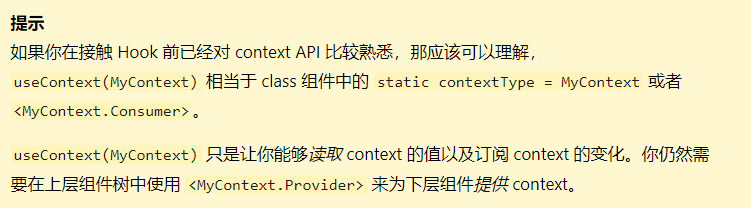 提示
如果你在接触 Hook 前已经对 context API 比较熟悉，那应该可以理解，
useContext(MyContext) 相当于 class 组件中的 static contextType = MyContext 或者
<MyContext.Consumer>。
useContext(MyContext) 只是让你能够读取 context 的值以及订阅 context 的变化。你仍然需
要在上层组件树中使用 <MyContext.Provider> 来为下层组件提供 context。